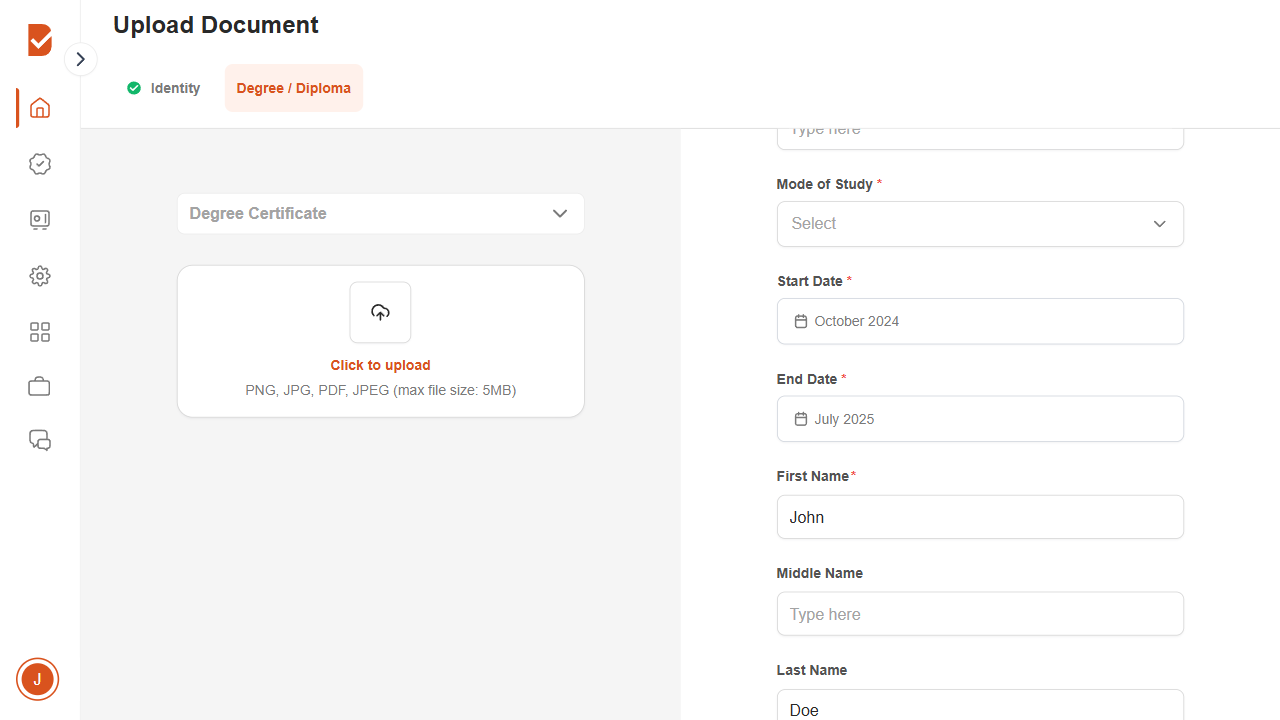 Upload Document
Identity
Degree / Diploma
Degree Certificate
Click to upload
PNG, JPG, PDF, JPEG (max file size: 5MB)
Type here
Mode of Study *
Select
Start Date *
October 2024
End Date *
July 2025
First Name*
John
Middle Name
Type here
Last Name
Doe
J